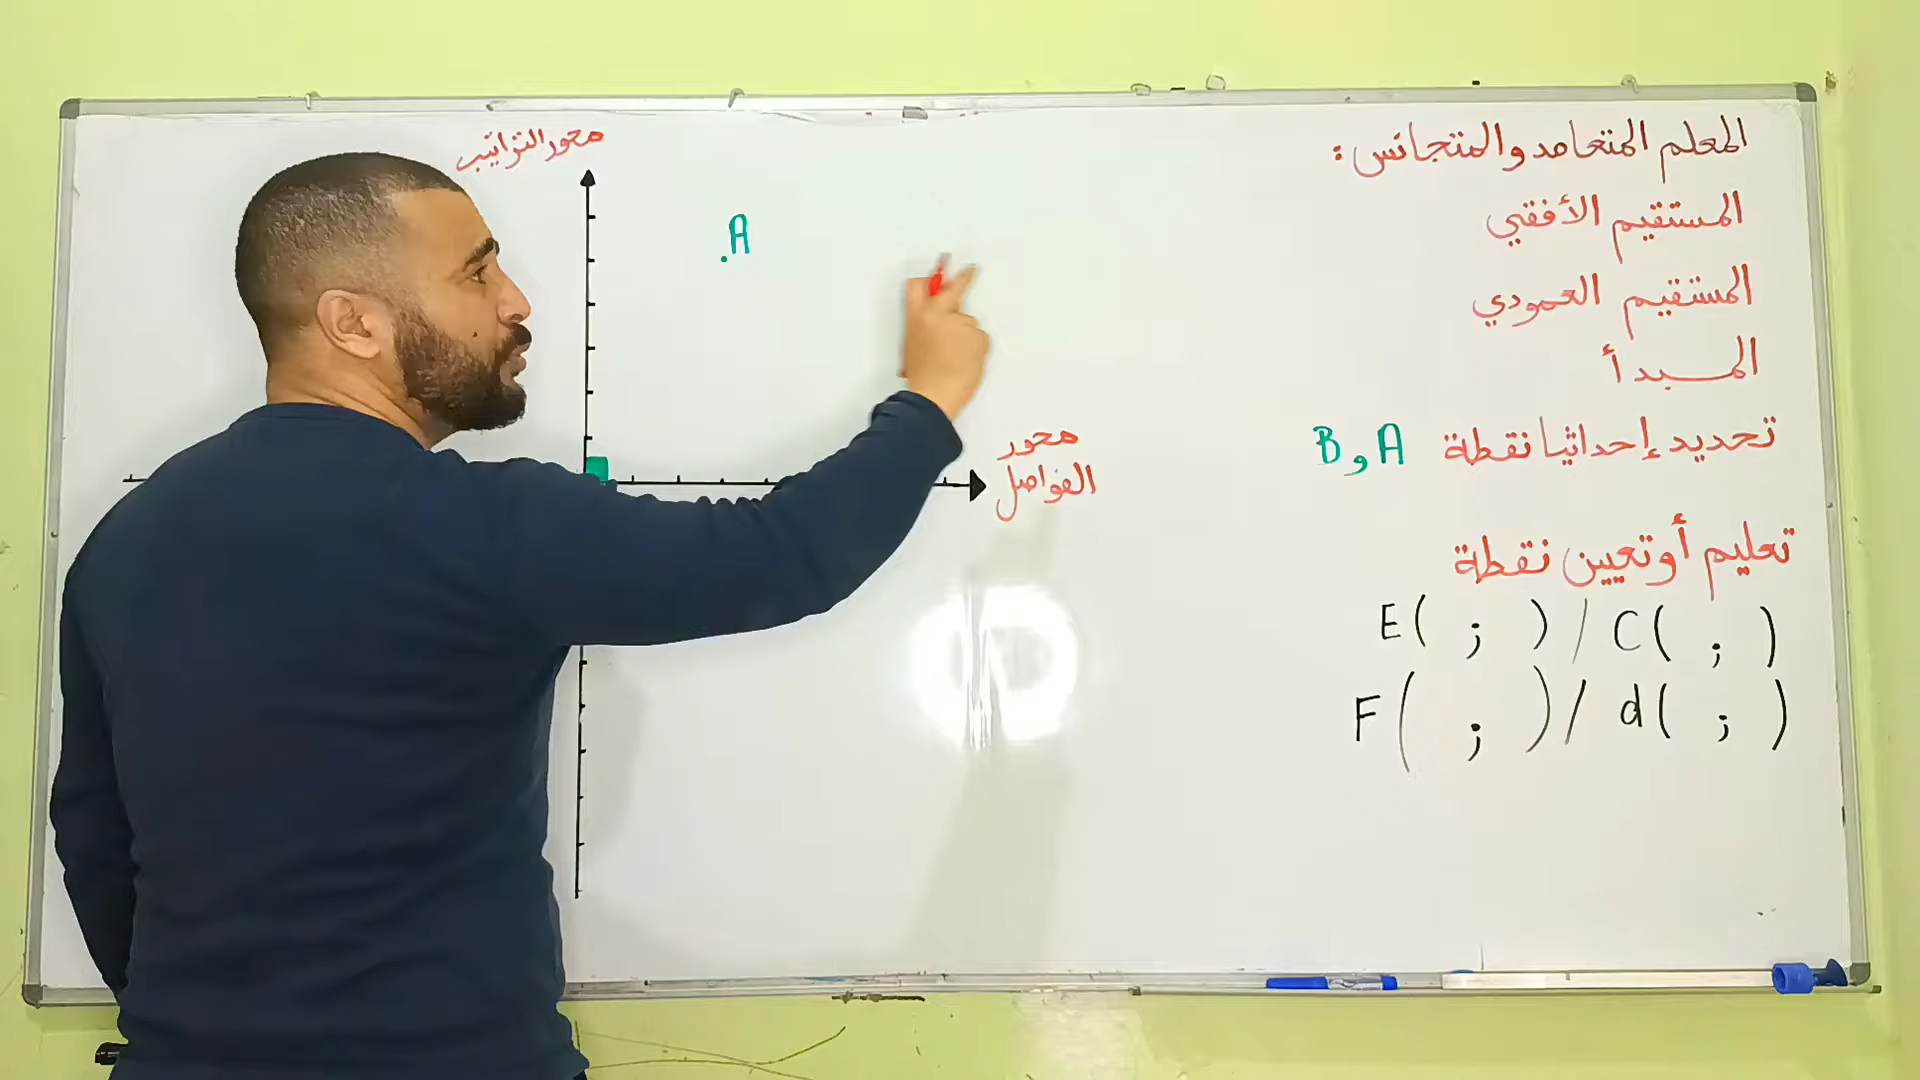 المعلم المتعامد والمتجانس :
المستقيم الأفقي
المستقيم العمودي
المبدأ
تحديد إحداثيا نقطة A و B
تعليم أو تعيين نقطة
E( ; ) / C( ; )
F( ; ) / d( ; )
محور التراتيب
A
محور
الفواصل